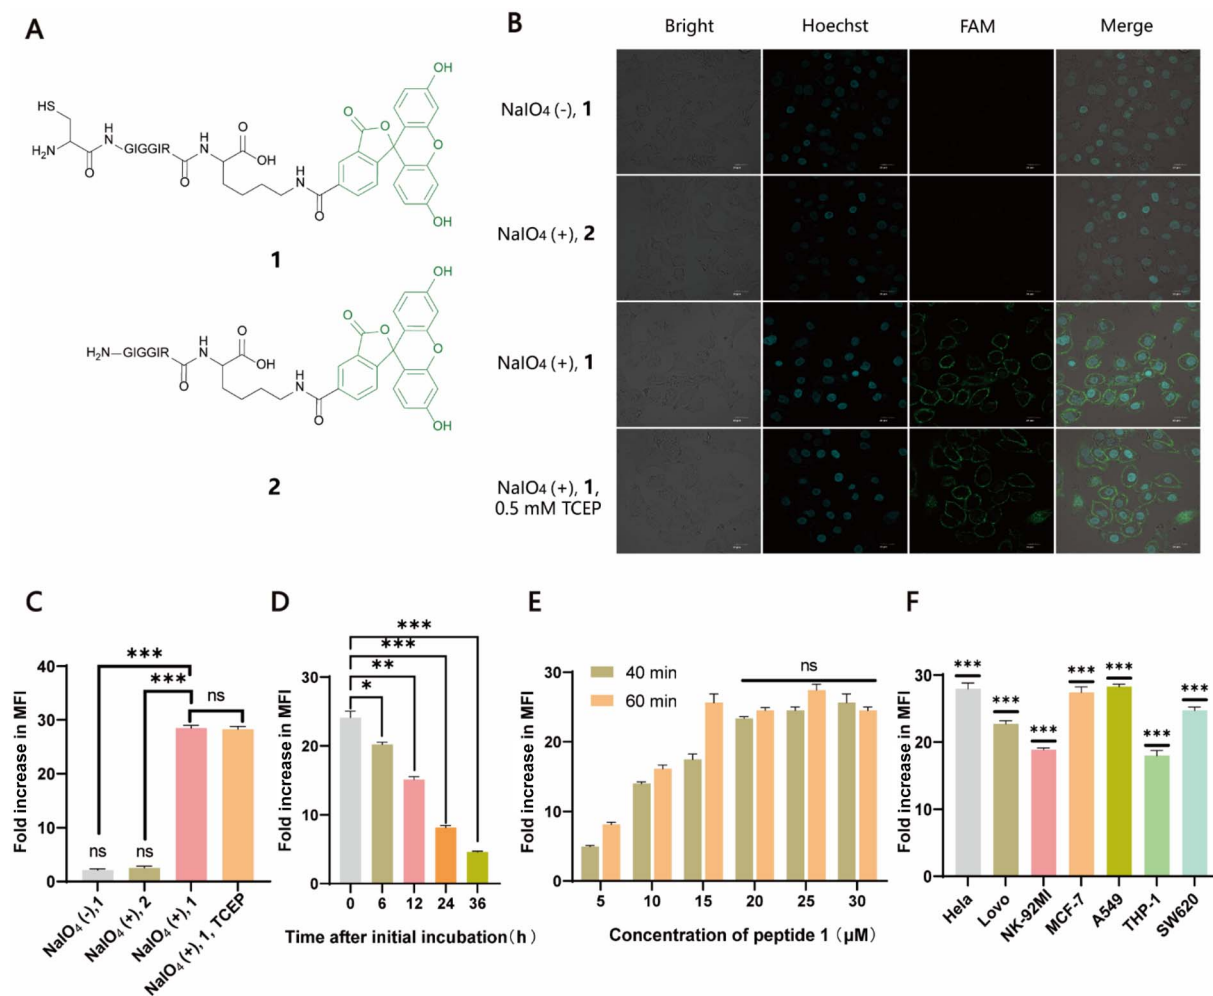 A
HS
H₂N
O
H
N
GIGGIR
O
H
N
O
OH
H
N
O
O
O
O
OH
OH
1
H₂N–GIGGIR
O
H
N
O
OH
H
N
O
O
O
O
OH
OH
2
B
Bright Hoechst FAM Merge
NaIO₄ (-), 1
NaIO₄ (+), 2
NaIO₄ (+), 1
NaIO₄ (+), 1,
0.5 mM TCEP
C
Fold increase in MFI
40
30
20
10
0
***
***
ns
ns
ns
NaIO₄ (-),1
NaIO₄ (+), 2
NaIO₄ (+), 1
NaIO₄ (+), 1, TCEP
D
Fold increase in MFI
30
20
10
0
***
***
**
*
0 6 12 24 36
Time after initial incubation(h)
E
Fold increase in MFI
30
20
10
0
40 min
60 min
ns
5 10 15 20 25 30
Concentration of peptide 1 (μM)
F
Fold increase in MFI
30
20
10
0
***
***
***
***
***
***
***
Hela
Lovo
NK-92MI
MCF-7
A549
THP-1
SW620